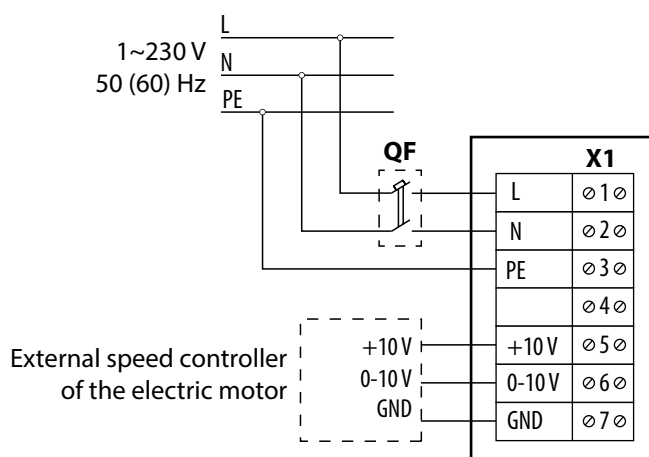 L
1~230 V
N
50 (60) Hz
PE
QF
X1
L 1
N 2
PE 3
4
+10 V +10 V 5
External speed controller
0-10 V 0-10 V 6
of the electric motor
GND GND 7